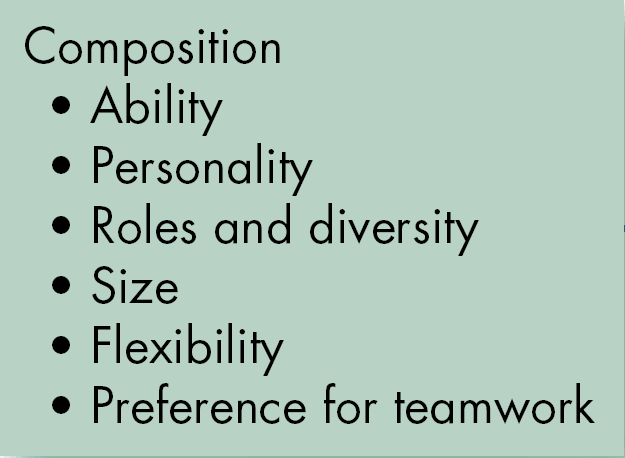 Composition
• Ability
• Personality
• Roles and diversity
• Size
• Flexibility
• Preference for teamwork